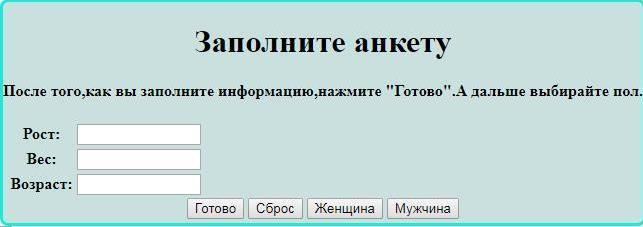 Заполните анкету
После того,как вы заполните информацию,нажмите "Готово".А дальше выбирайте пол.
Рост:
Вес:
Возраст:
Готово Сброс Женщина Мужчина